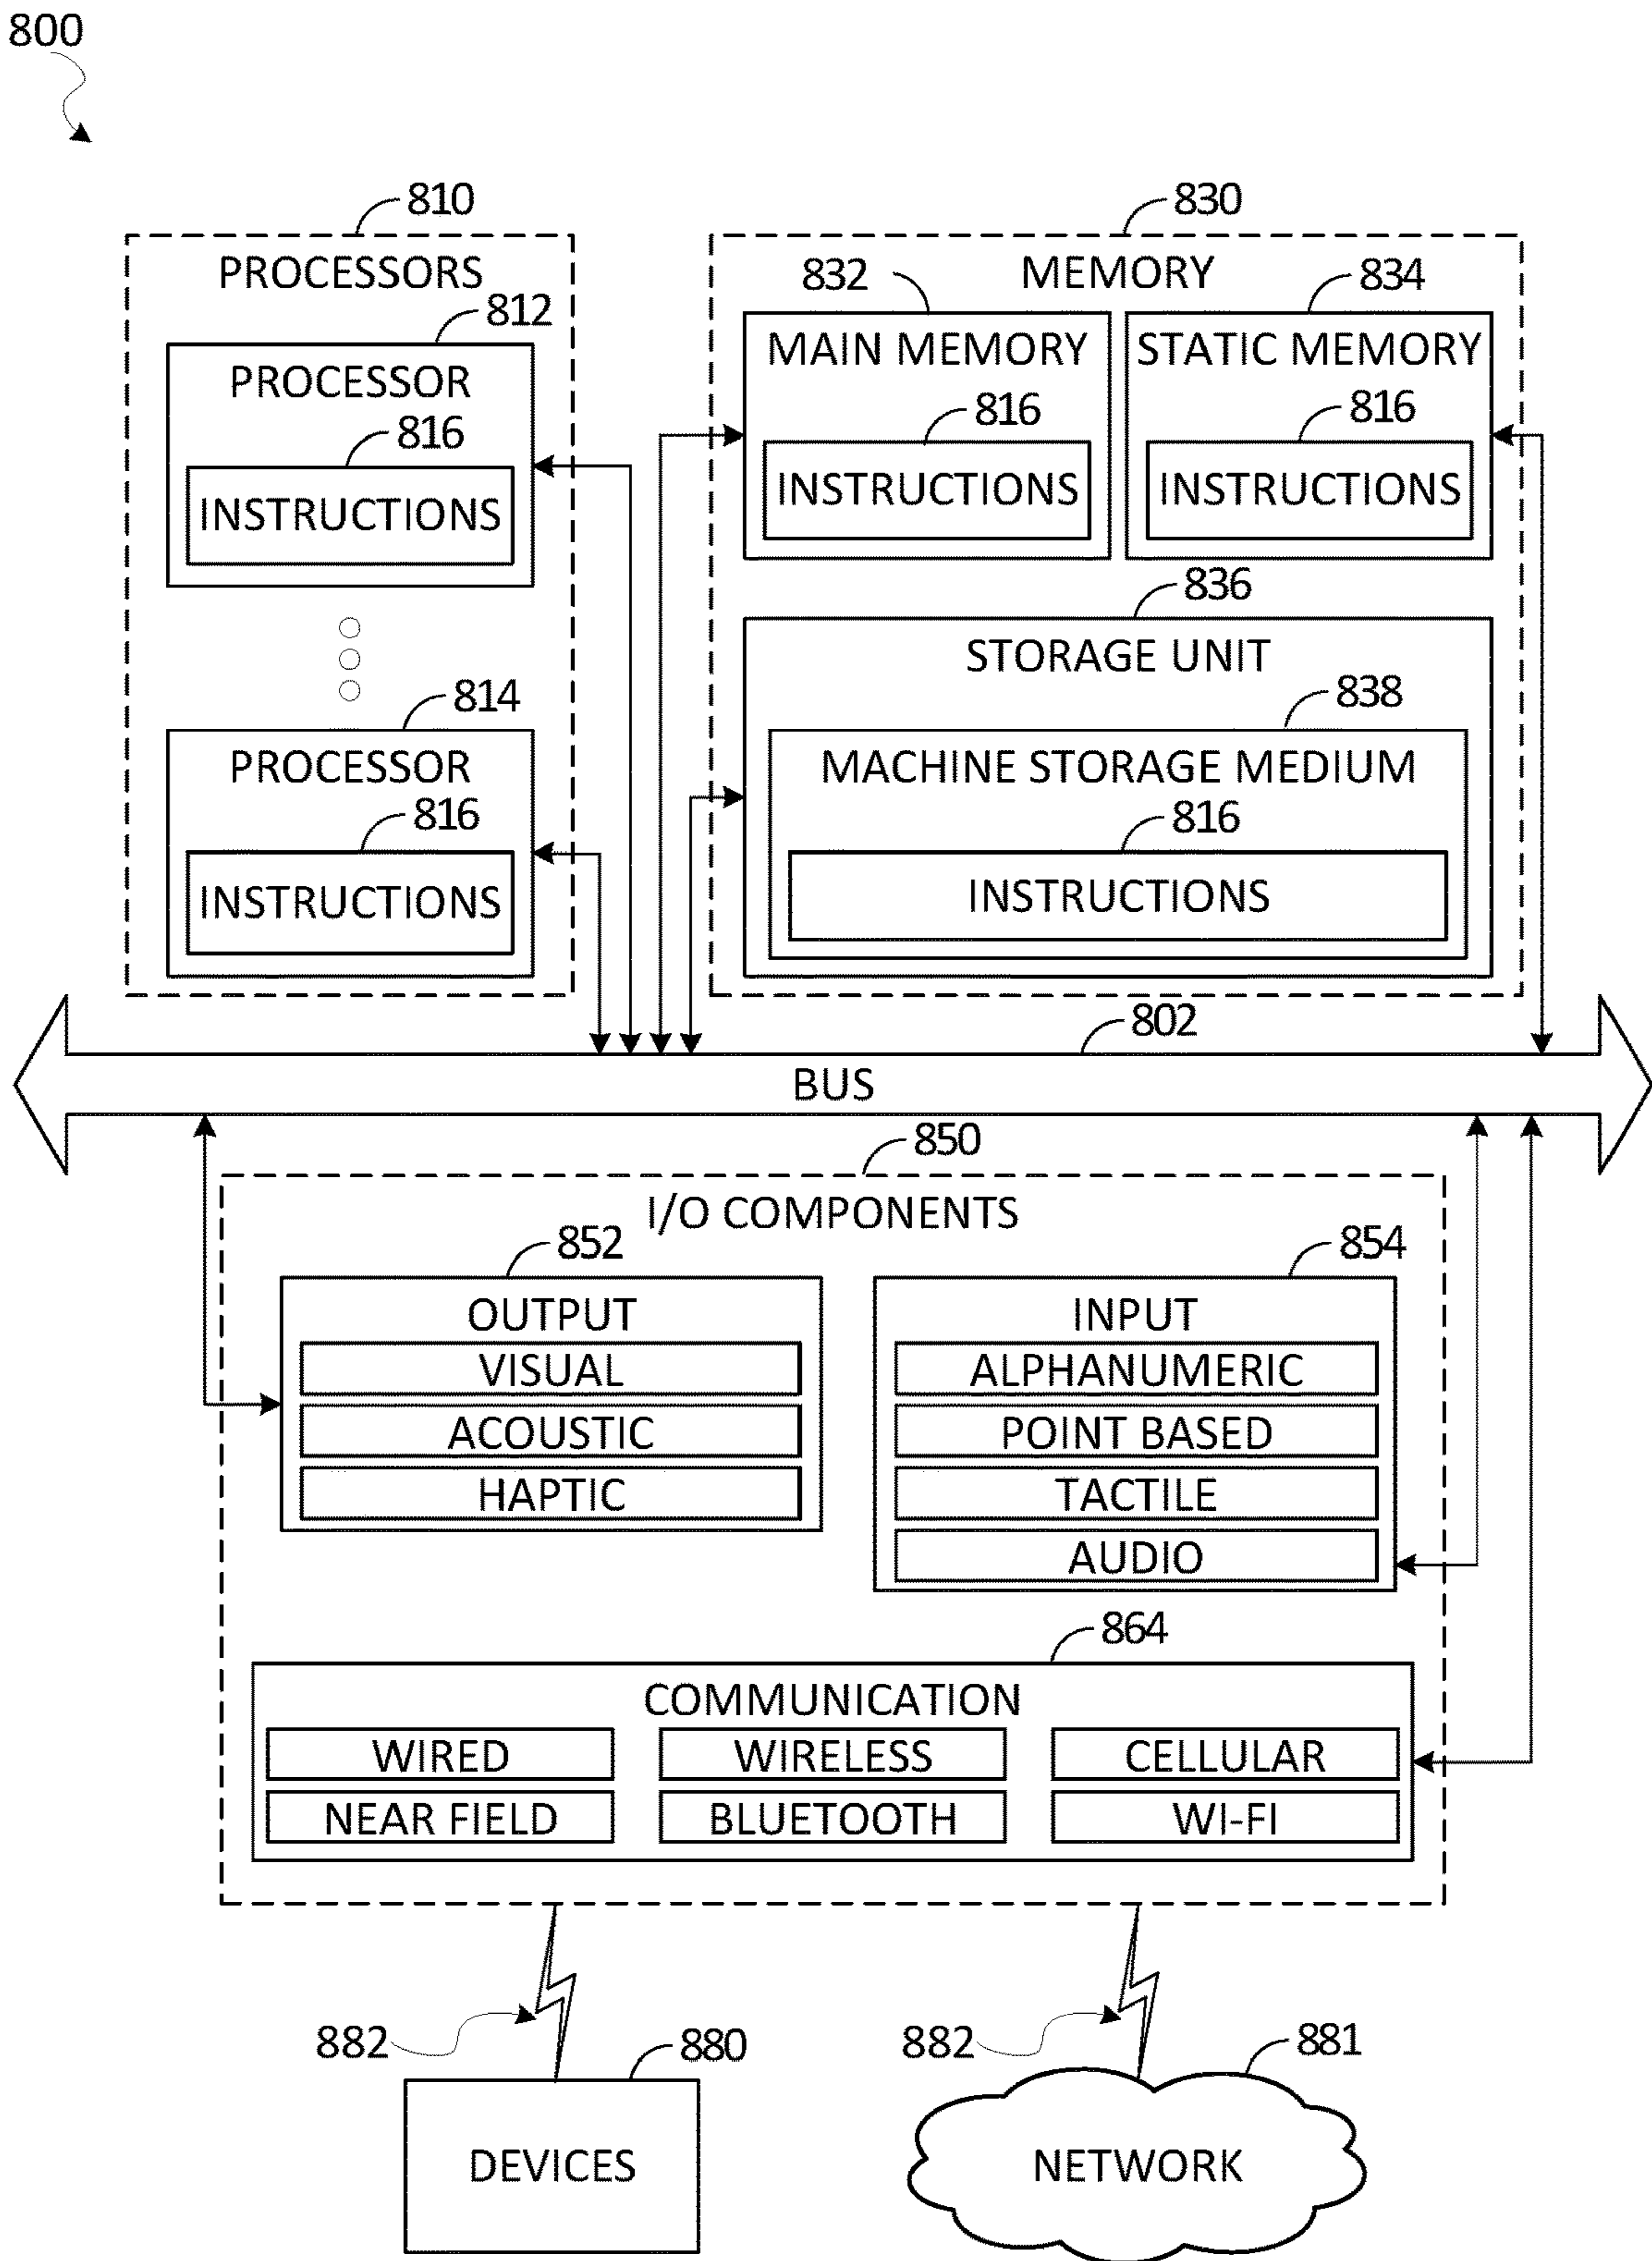 800
810
PROCESSORS
812
PROCESSOR
816
INSTRUCTIONS
814
PROCESSOR
816
INSTRUCTIONS
830
MEMORY
832
MAIN MEMORY
816
INSTRUCTIONS
834
STATIC MEMORY
816
INSTRUCTIONS
836
STORAGE UNIT
838
MACHINE STORAGE MEDIUM
816
INSTRUCTIONS
802
BUS
850
I/O COMPONENTS
852
OUTPUT
VISUAL
ACOUSTIC
HAPTIC
854
INPUT
ALPHANUMERIC
POINT BASED
TACTILE
AUDIO
864
COMMUNICATION
WIRED
WIRELESS
CELLULAR
NEAR FIELD
BLUETOOTH
WI-FI
882
880
DEVICES
882
881
NETWORK